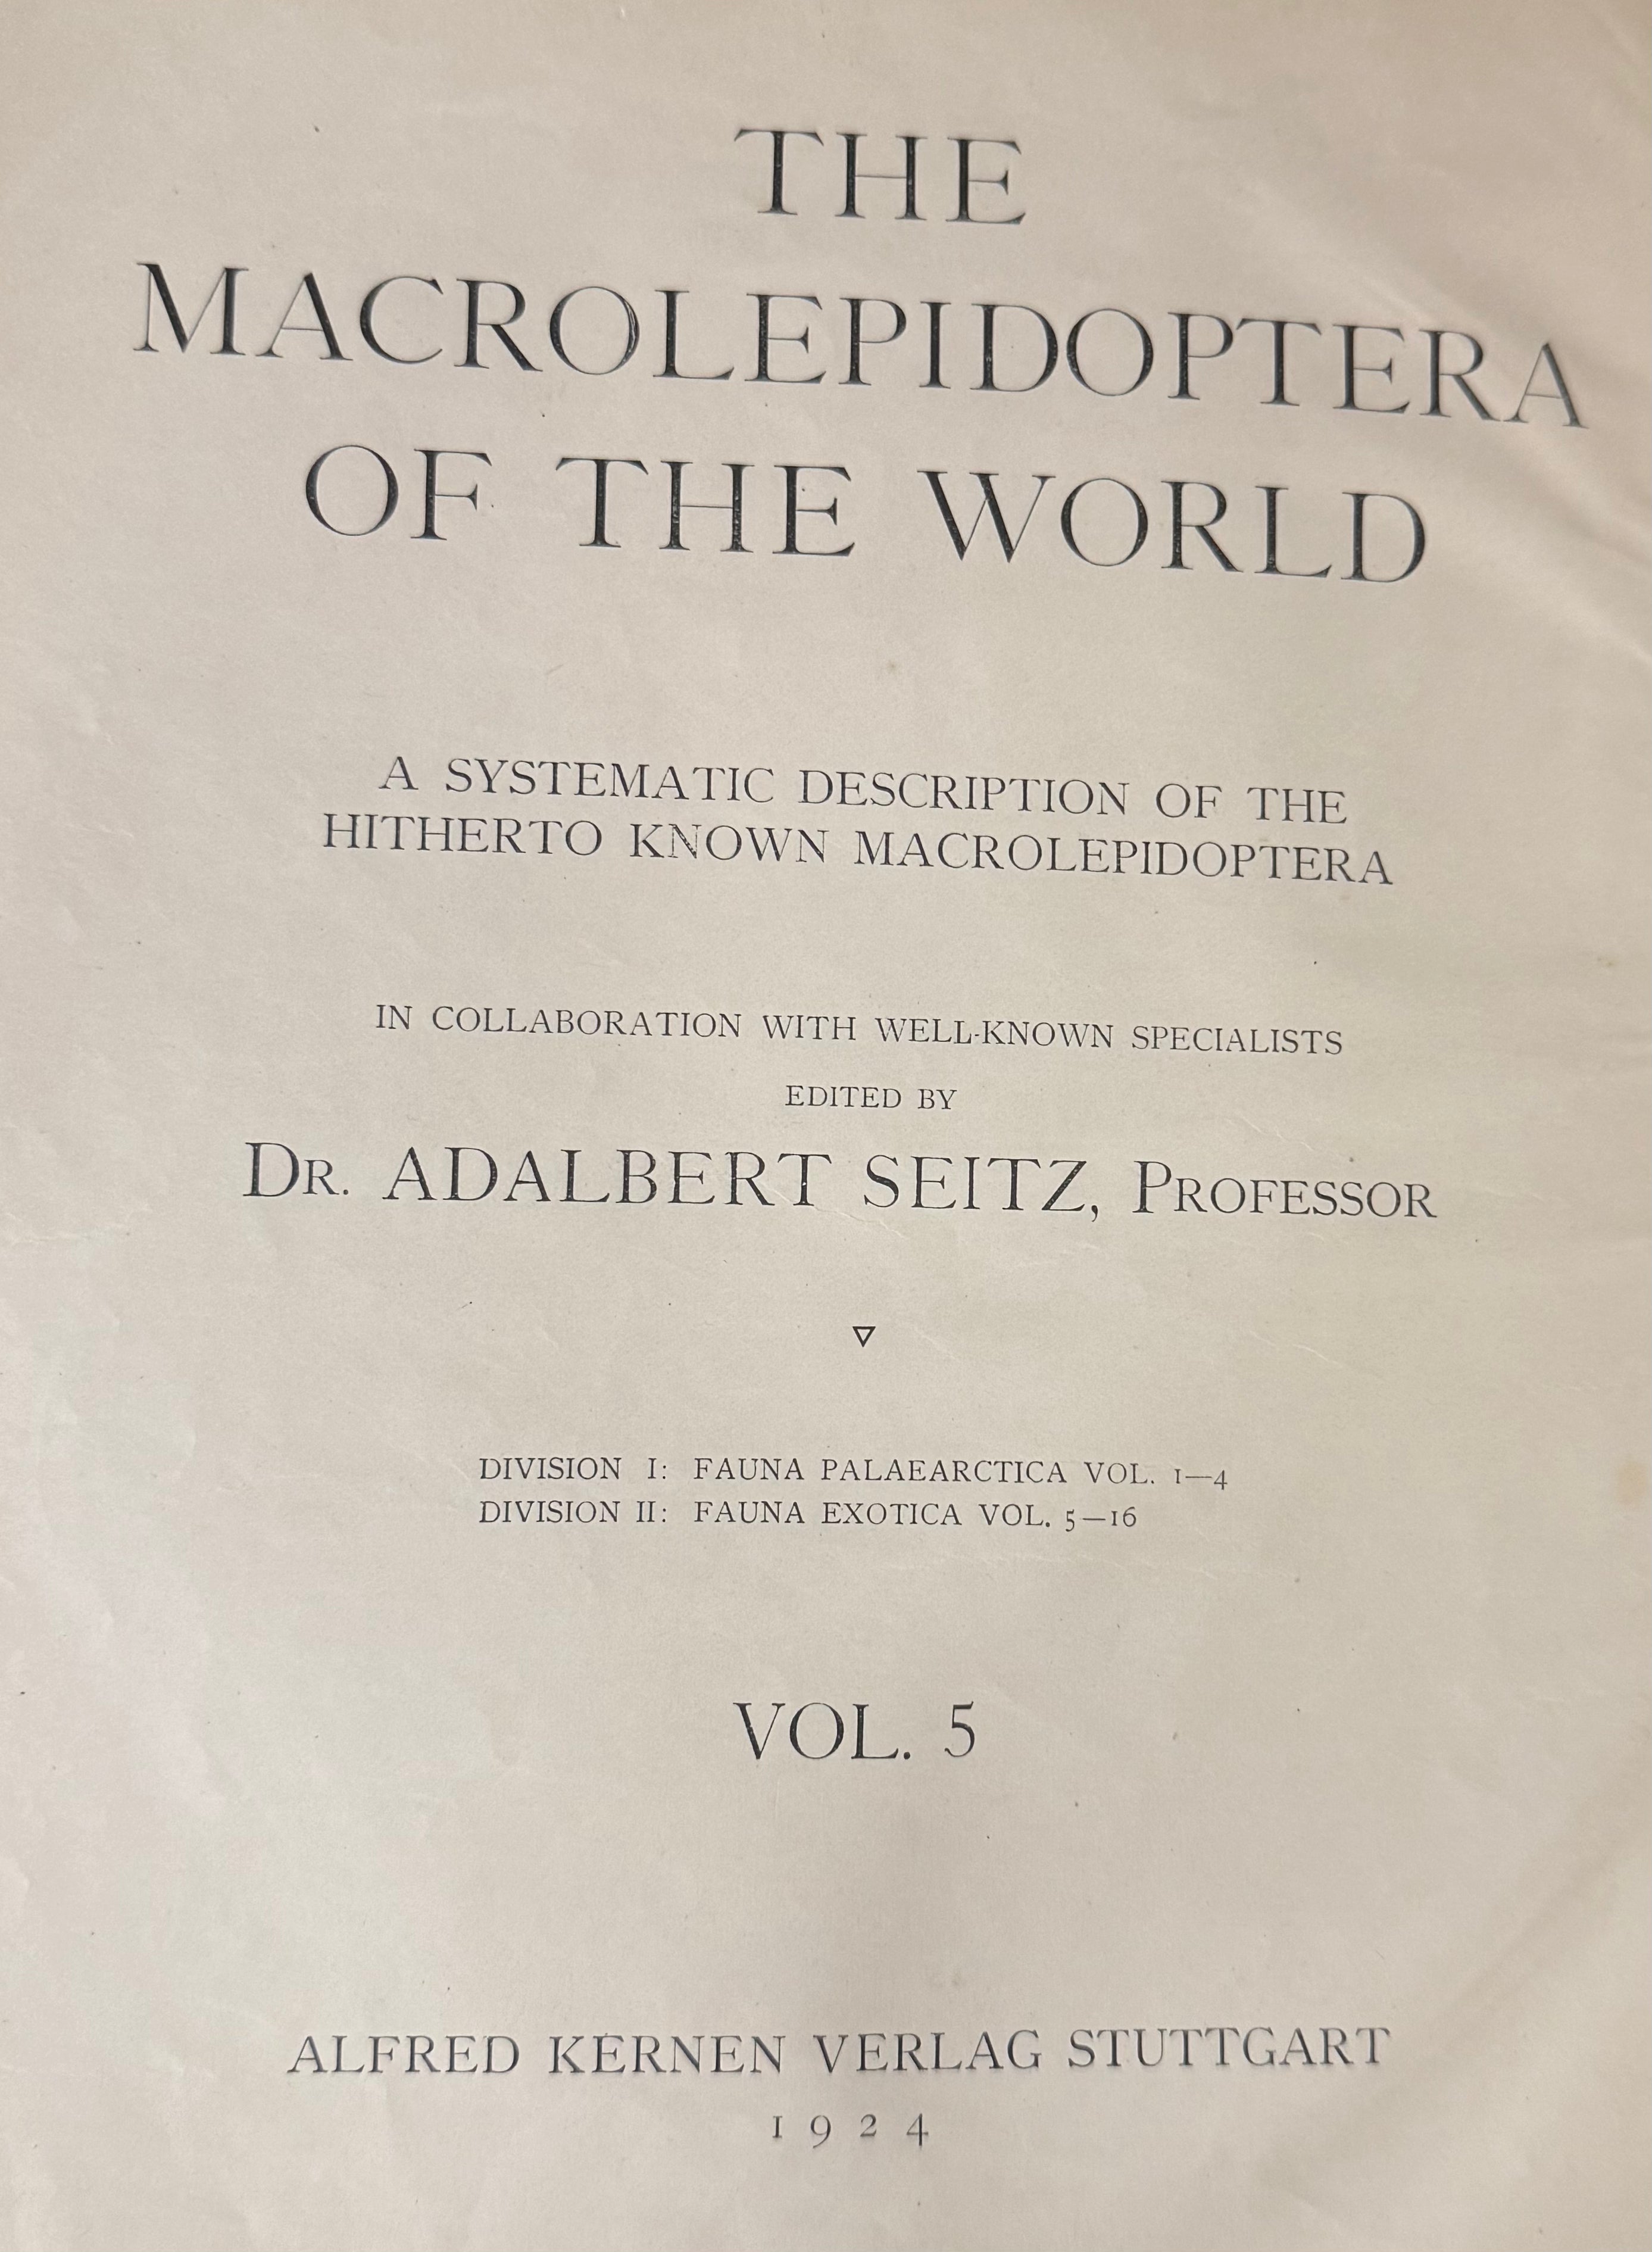 THE
MACROLEPIDOPTERA
OF THE WORLD
A SYSTEMATIC DESCRIPTION OF THE
HITHERTO KNOWN MACROLEPIDOPTERA
IN COLLABORATION WITH WELL-KNOWN SPECIALISTS
EDITED BY
DR. ADALBERT SEITZ, PROFESSOR
DIVISION I: FAUNA PALAEARCTICA VOL. 1—4
DIVISION II: FAUNA EXOTICA VOL. 5—16
VOL. 5
ALFRED KERNEN VERLAG STUTTGART
1924